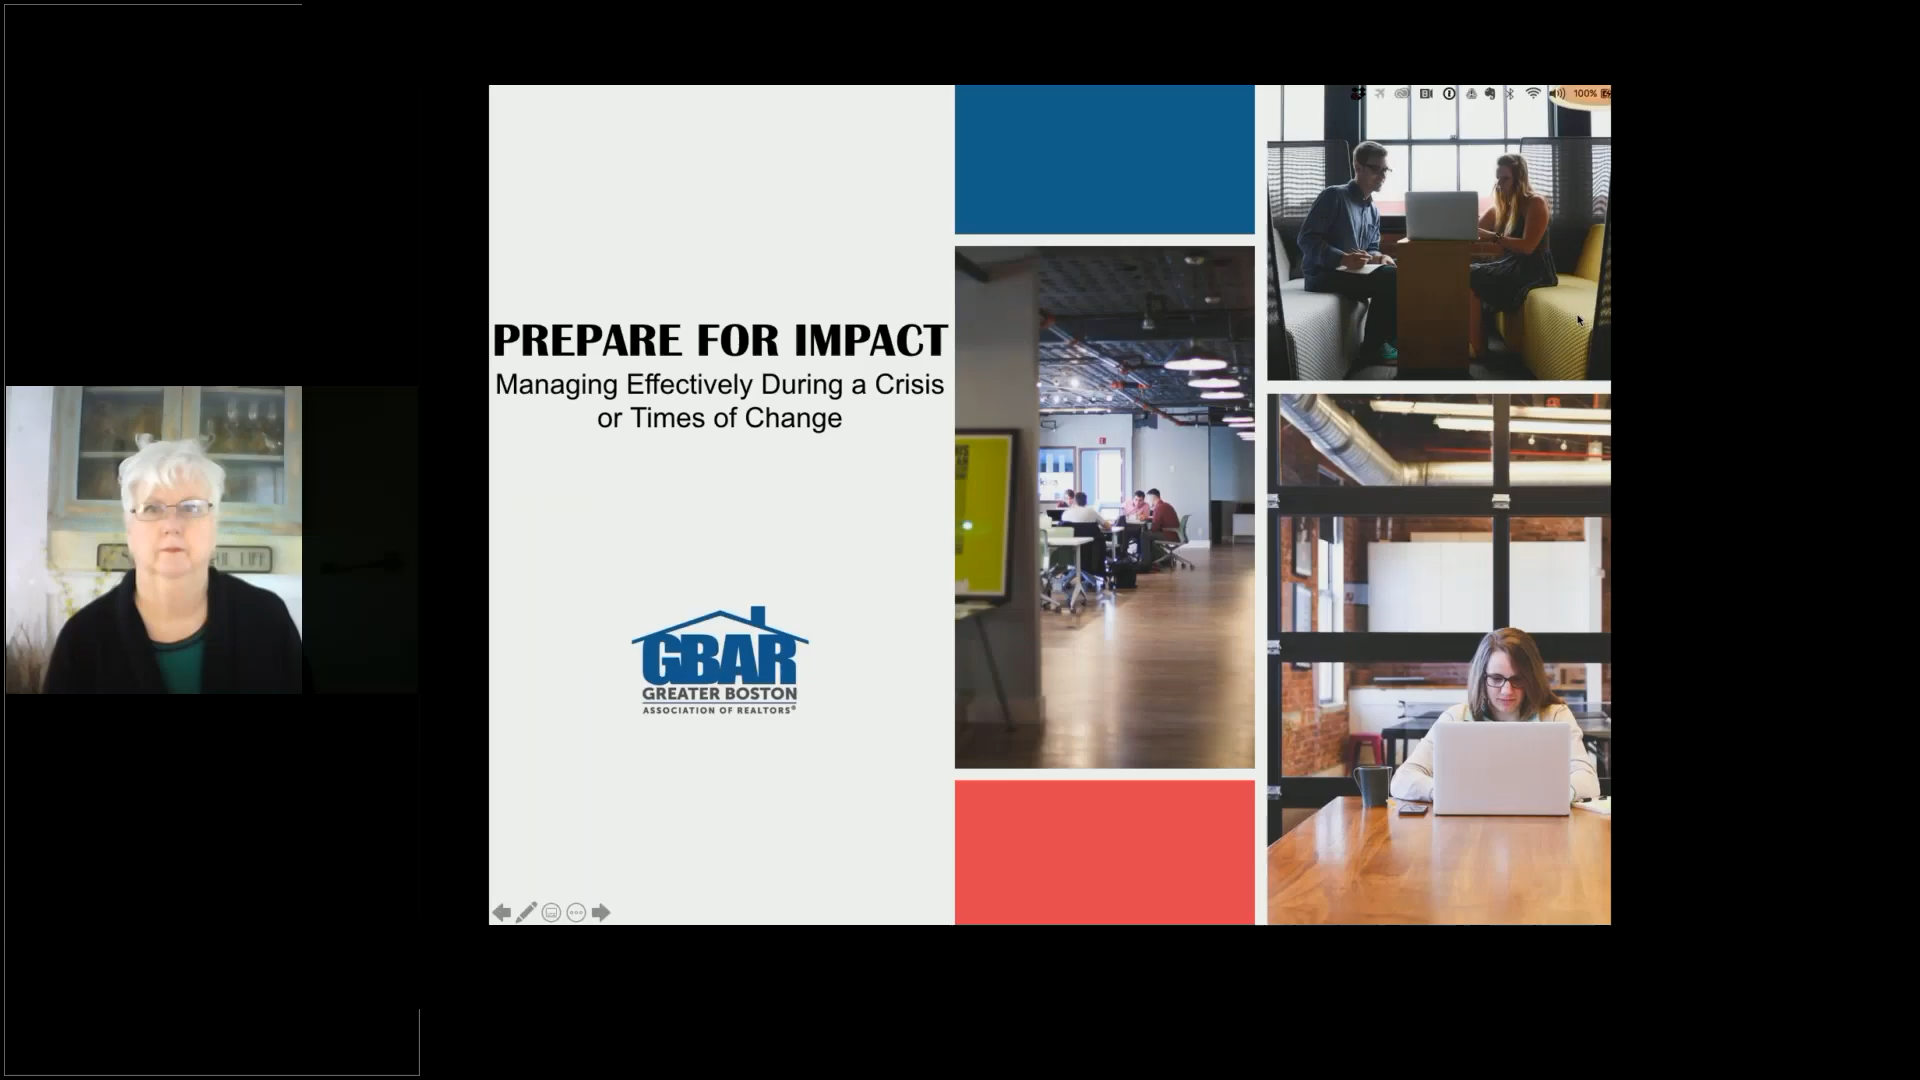 100%
PREPARE FOR IMPACT
Managing Effectively During a Crisis
or Times of Change
GBAR
GREATER BOSTON
ASSOCIATION OF REALTORS®